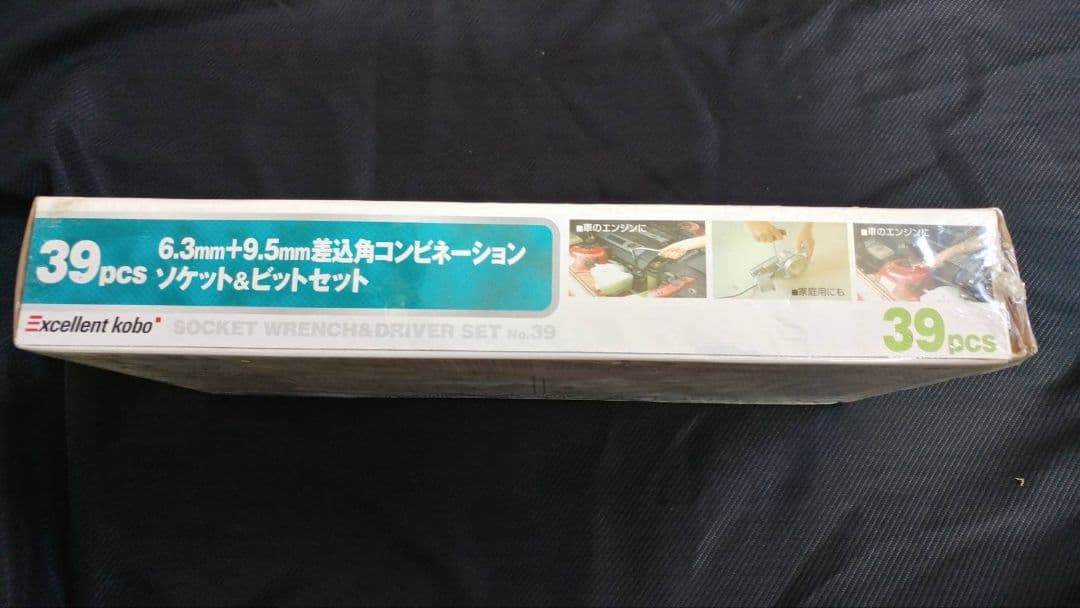 39pcs
6.3mm+9.5mm差込角コンビネーション
ソケット&ビットセット
Excellent kobo
SOCKET WRENCH&DRIVER SET No.39
■車のエンジンに
■家庭用にも
■車のエンジンに
39pcs